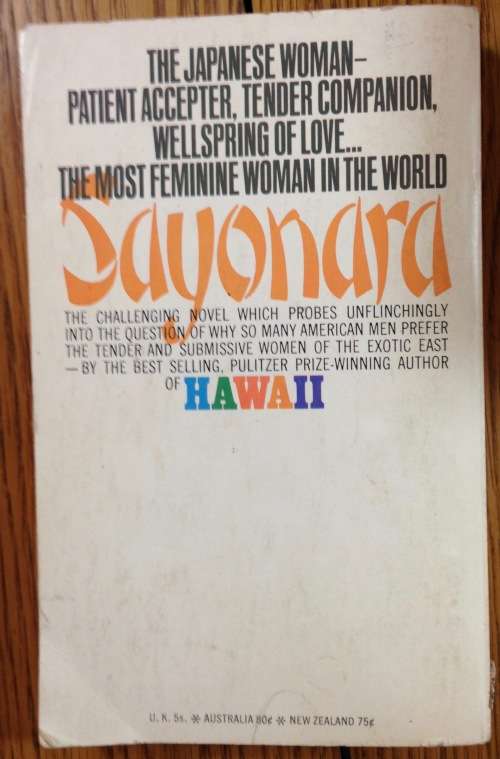 THE JAPANESE WOMAN–
PATIENT ACCEPTER, TENDER COMPANION,
WELLSPRING OF LOVE...
THE MOST FEMININE WOMAN IN THE WORLD
Sayonara
THE CHALLENGING NOVEL WHICH PROBES UNFLINCHINGLY
INTO THE QUESTION OF WHY SO MANY AMERICAN MEN PREFER
THE TENDER AND SUBMISSIVE WOMEN OF THE EXOTIC EAST
—BY THE BEST SELLING, PULITZER PRIZE-WINNING AUTHOR
OF HAWAII
U. K. 5s. ※ AUSTRALIA 80¢ ※ NEW ZEALAND 75¢